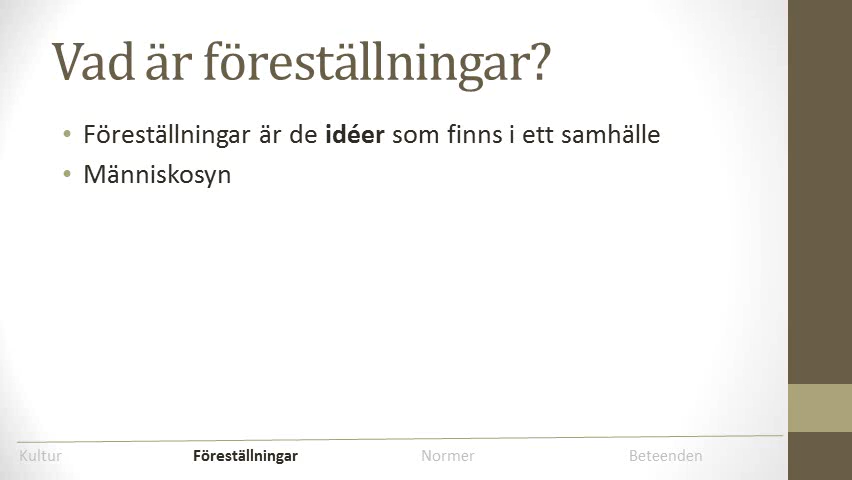 Vad är föreställningar?
• Föreställningar är de idéer som finns i ett samhälle
• Människosyn
Kultur Föreställningar Normer Beteenden